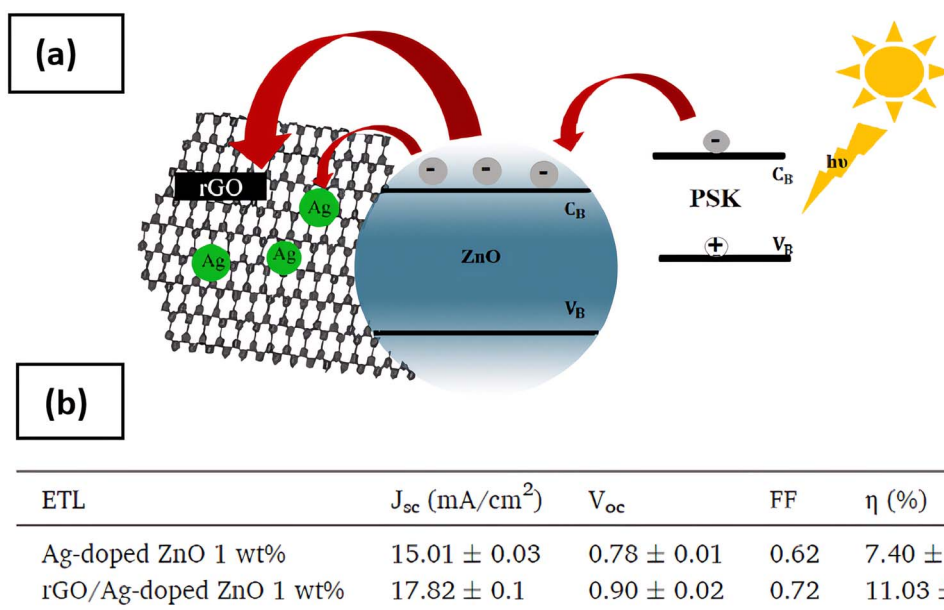 (a)
hυ
C_B
PSK
V_B
rGO
Ag
Ag
Ag
C_B
ZnO
V_B
(b)
ETL J_sc (mA/cm²) V_oc FF η (%)
Ag-doped ZnO 1 wt% 15.01 ± 0.03 0.78 ± 0.01 0.62 7.40 ±
rGO/Ag-doped ZnO 1 wt% 17.82 ± 0.1 0.90 ± 0.02 0.72 11.03 ±